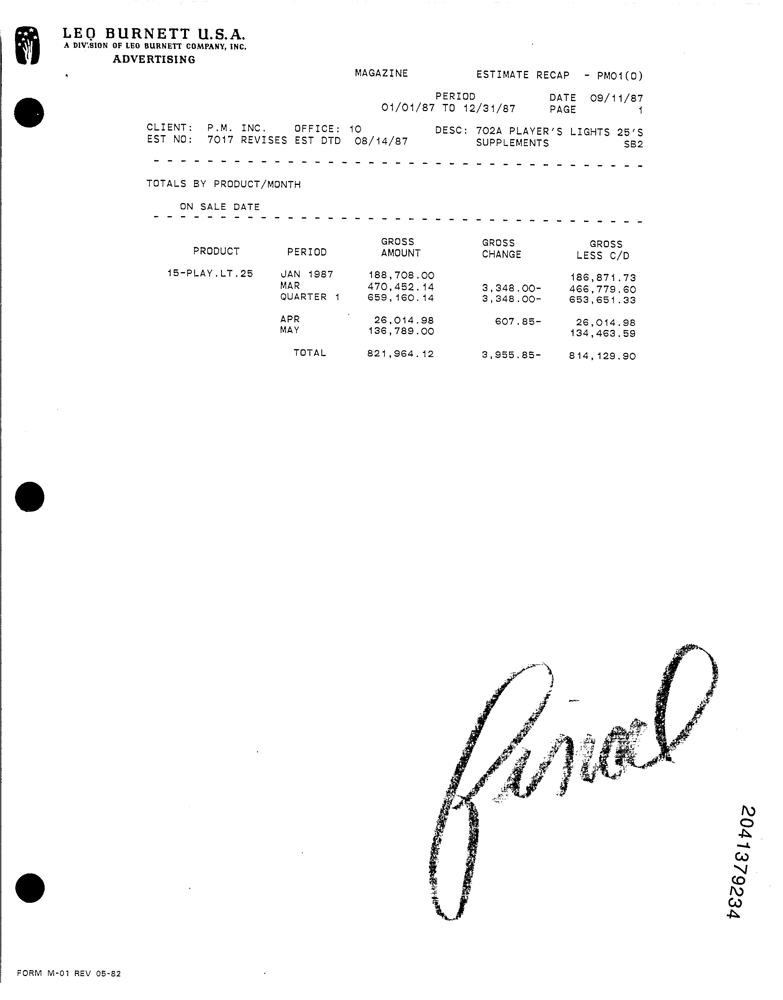 LEO BURNETT U.S.A.
A DIVISION OF LEO BURNETT COMPANY, INC.
ADVERTISING
MAGAZINE ESTIMATE RECAP - PM01(0)
PERIOD DATE 09/11/87
01/01/87 TO 12/31/87 PAGE 1
CLIENT: P.M. INC. OFFICE: 10 DESC: 702A PLAYER'S LIGHTS 25'S
EST NO: 7017 REVISES EST DTD 08/14/87 SUPPLEMENTS SB2
TOTALS BY PRODUCT/MONTH
ON SALE DATE
GROSS GROSS GROSS
PRODUCT PERIOD AMOUNT CHANGE LESS C/D
15-PLAY.LT.25 JAN 1987 188,708.00 186,871.73
MAR 470,452.14 3,348.00- 466,779.60
QUARTER 1 659,160.14 3,348.00- 653,651.33
APR 26,014.98 607.85- 26,014.98
MAY 136,789.00 134,463.59
TOTAL 821,964.12 3,955.85- 814,129.90
final
2041379234
FORM M-01 REV 05-82